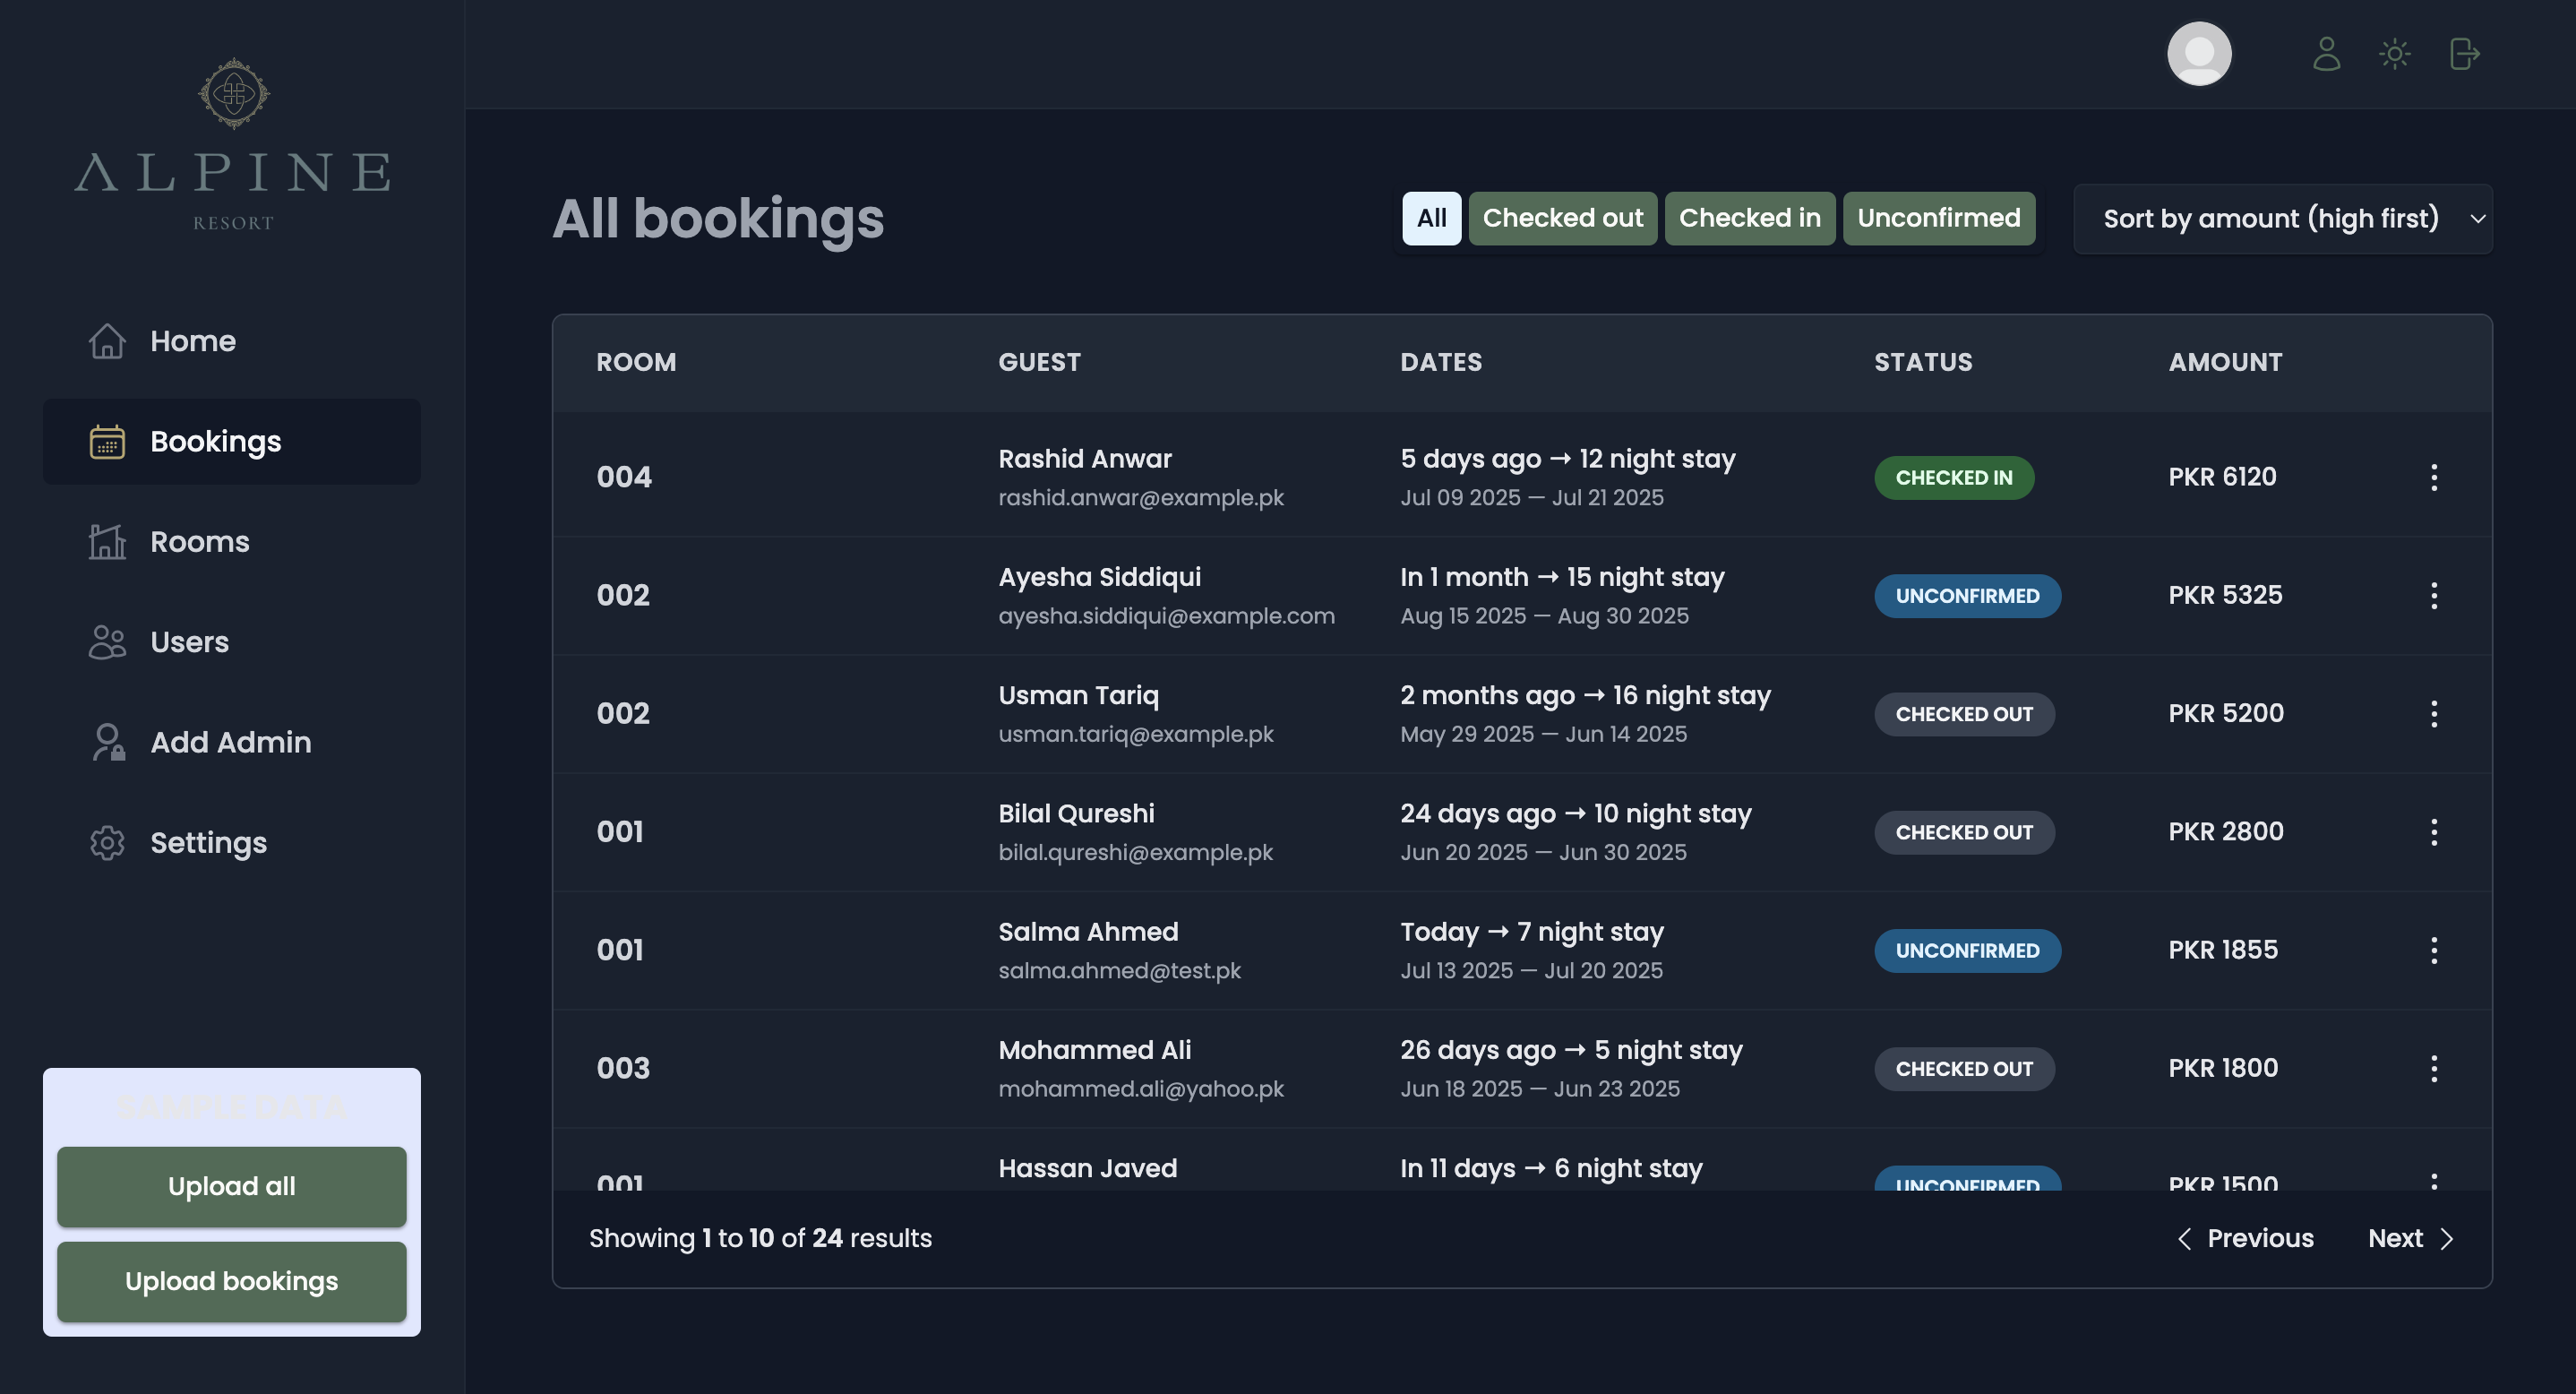 ALPINE
RESORT
Home
Bookings
Rooms
Users
Add Admin
Settings
SAMPLE DATA
Upload all
Upload bookings
All bookings
All
Checked out
Checked in
Unconfirmed
Sort by amount (high first)
ROOM GUEST DATES STATUS AMOUNT
004 Rashid Anwar 5 days ago → 12 night stay CHECKED IN PKR 6120
rashid.anwar@example.pk Jul 09 2025 — Jul 21 2025
002 Ayesha Siddiqui In 1 month → 15 night stay UNCONFIRMED PKR 5325
ayesha.siddiqui@example.com Aug 15 2025 — Aug 30 2025
002 Usman Tariq 2 months ago → 16 night stay CHECKED OUT PKR 5200
usman.tariq@example.pk May 29 2025 — Jun 14 2025
001 Bilal Qureshi 24 days ago → 10 night stay CHECKED OUT PKR 2800
bilal.qureshi@example.pk Jun 20 2025 — Jun 30 2025
001 Salma Ahmed Today → 7 night stay UNCONFIRMED PKR 1855
salma.ahmed@test.pk Jul 13 2025 — Jul 20 2025
003 Mohammed Ali 26 days ago → 5 night stay CHECKED OUT PKR 1800
mohammed.ali@yahoo.pk Jun 18 2025 — Jun 23 2025
001 Hassan Javed In 11 days → 6 night stay UNCONFIRMED PKR 1500
Showing 1 to 10 of 24 results
Previous
Next